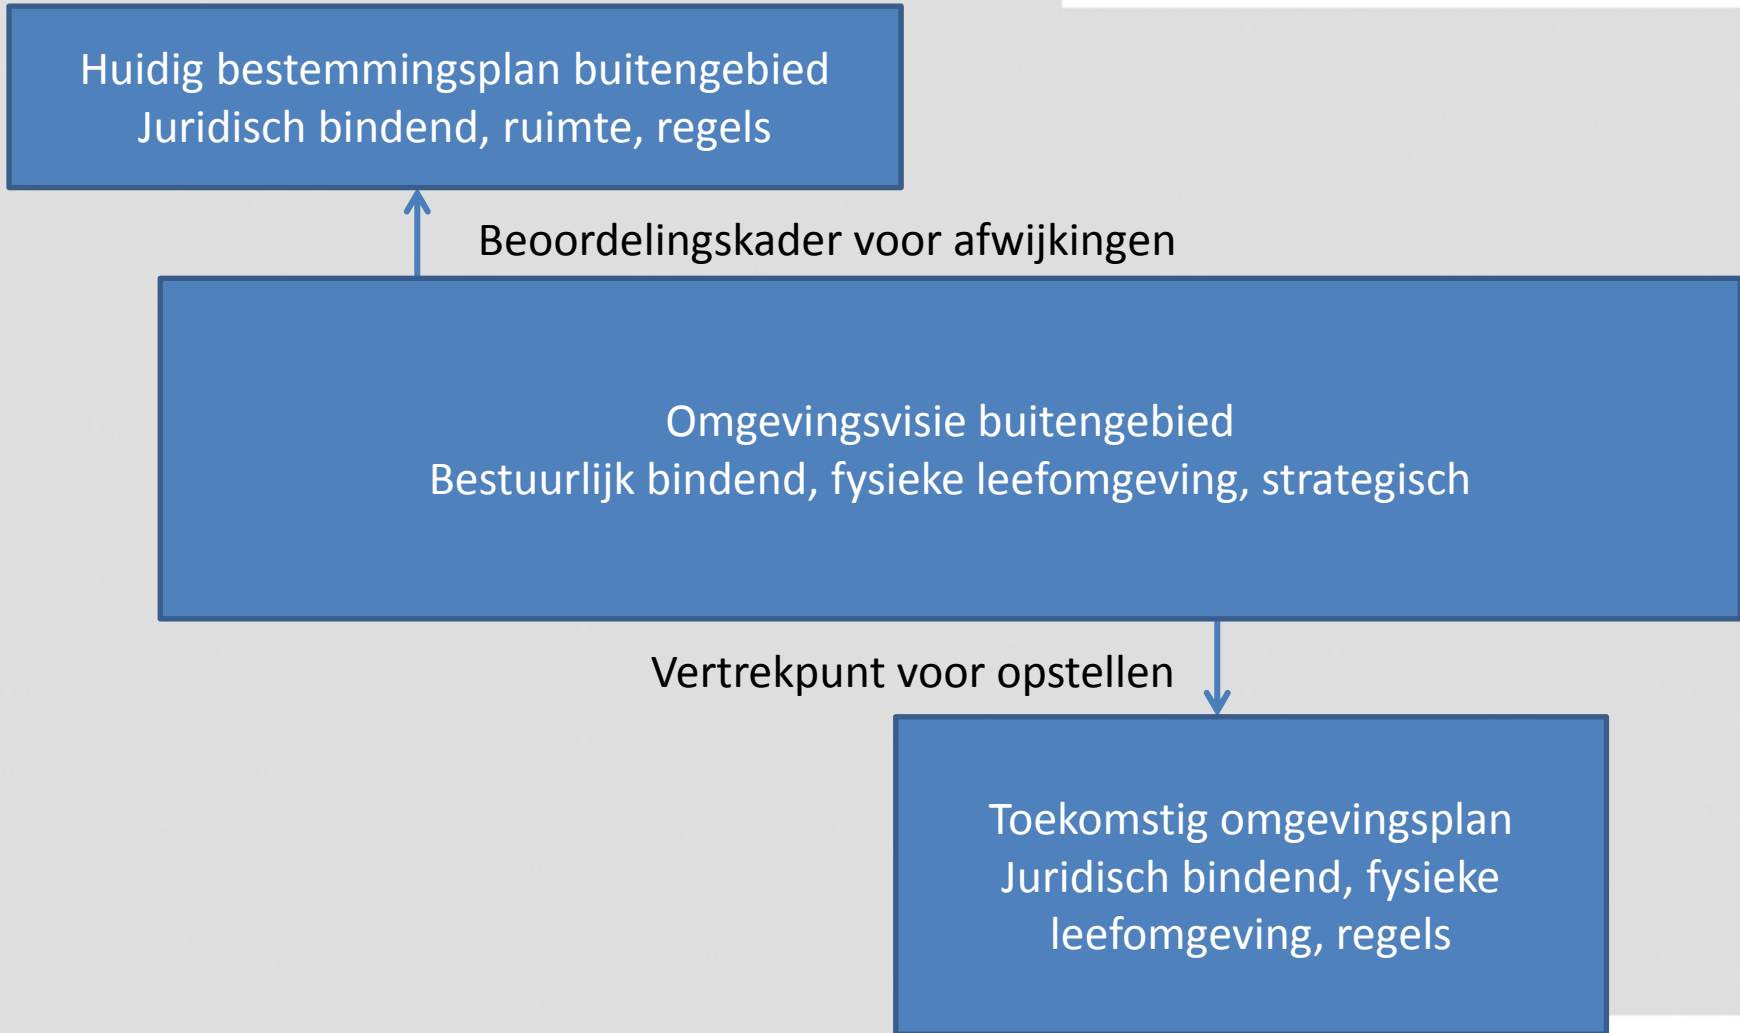 Huidig bestemmingsplan buitengebied
Juridisch bindend, ruimte, regels
Beoordelingskader voor afwijkingen
Omgevingsvisie buitengebied
Bestuurlijk bindend, fysieke leefomgeving, strategisch
Vertrekpunt voor opstellen
Toekomstig omgevingsplan
Juridisch bindend, fysieke
leefomgeving, regels